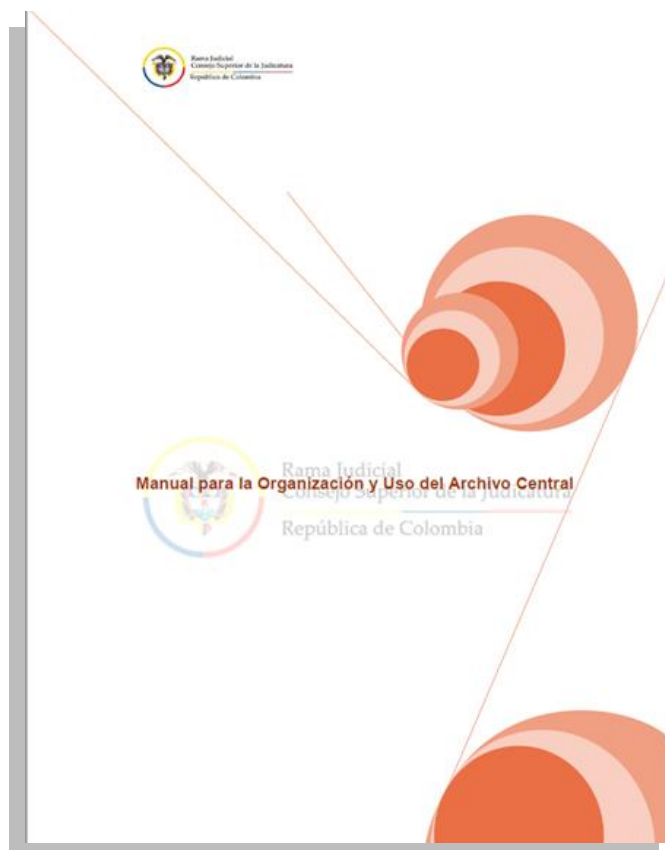 Rama Judicial
Consejo Superior de la Judicatura
República de Colombia
Rama Judicial
Manual para la Organización y Uso del Archivo Central
Consejo Superior de la Judicatura
República de Colombia